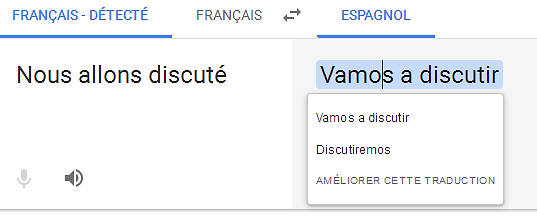 FRANÇAIS - DÉTECTÉ FRANÇAIS ESPAGNOL
Nous allons discuté Vamos a discutir
Vamos a discutir
Discutiremos
AMÉLIORER CETTE TRADUCTION